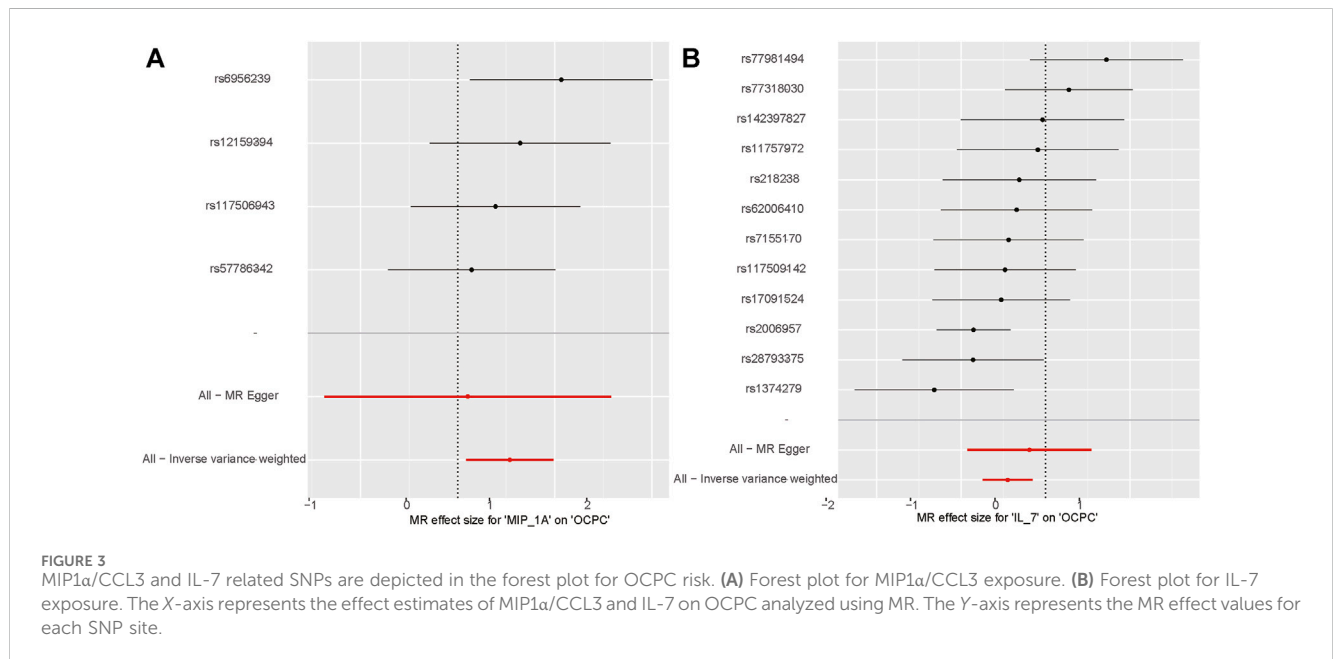 A
rs6956239
rs12159394
rs117506943
rs57786342
-
All – MR Egger
All – Inverse variance weighted
-1 0 1 2
MR effect size for 'MIP_1A' on 'OCPC'
B
rs77981494
rs77318030
rs142397827
rs11757972
rs218238
rs62006410
rs7155170
rs117509142
rs17091524
rs2006957
rs28793375
rs1374279
-
All – MR Egger
All – Inverse variance weighted
-2 -1 0 1
MR effect size for 'IL_7' on 'OCPC'
FIGURE 3
MIP1α/CCL3 and IL-7 related SNPs are depicted in the forest plot for OCPC risk. (A) Forest plot for MIP1α/CCL3 exposure. (B) Forest plot for IL-7
exposure. The X-axis represents the effect estimates of MIP1α/CCL3 and IL-7 on OCPC analyzed using MR. The Y-axis represents the MR effect values for
each SNP site.